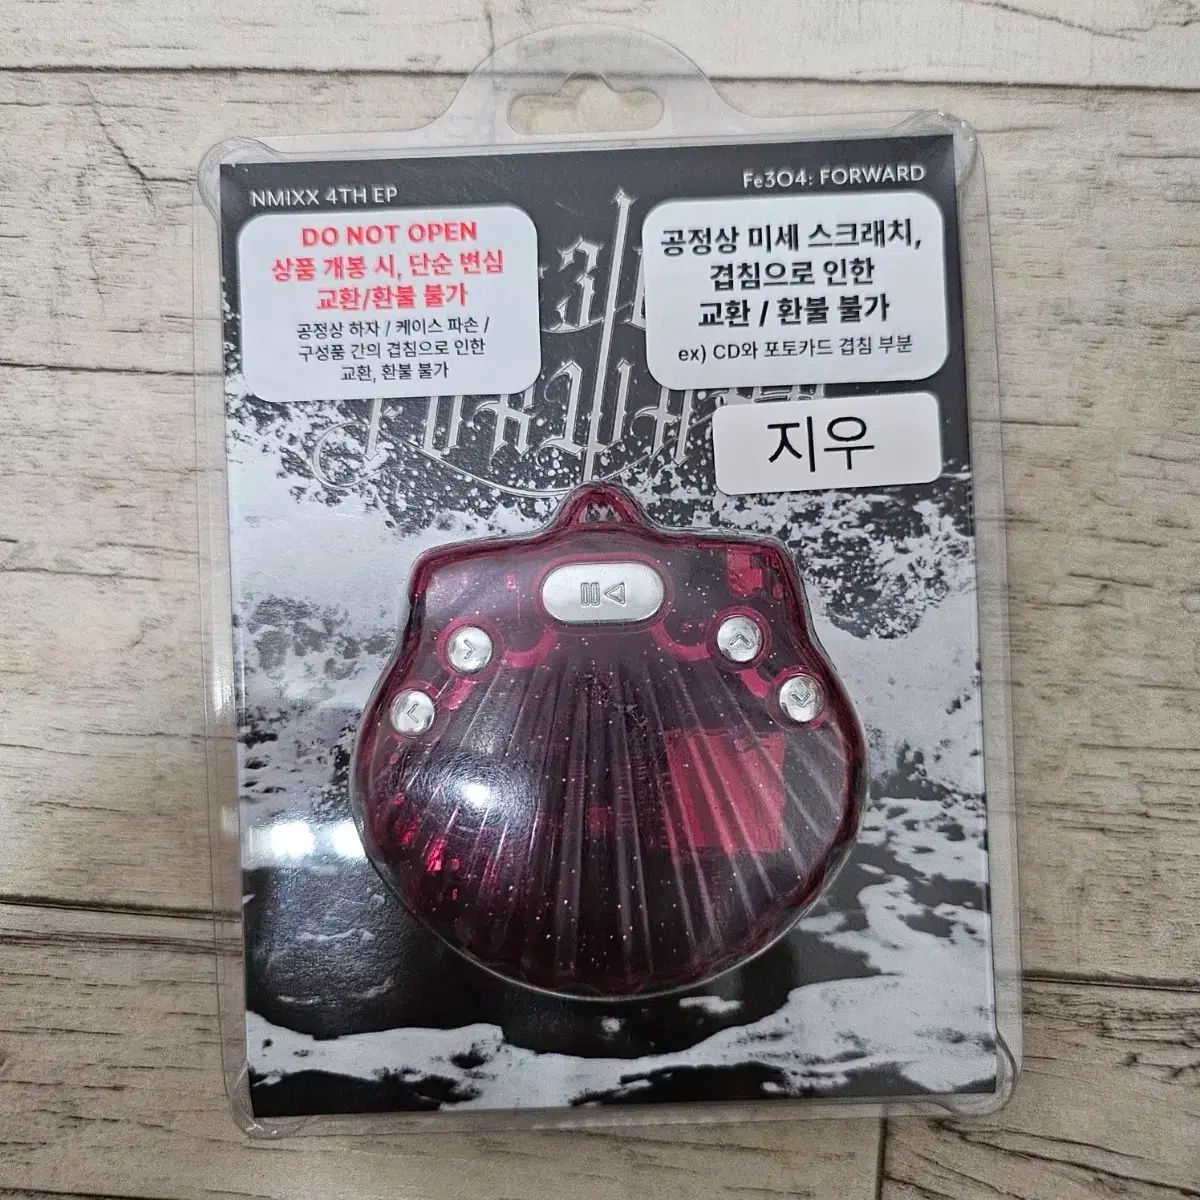 NMIXX 4TH EP
Fe3O4: FORWARD
DO NOT OPEN
상품 개봉 시, 단순 변심
교환/환불 불가
공정상 하자 / 케이스 파손 /
구성품 간의 겹침으로 인한
교환, 환불 불가
공정상 미세 스크래치,
겹침으로 인한
교환 / 환불 불가
ex) CD와 포토카드 겹침 부분
지우